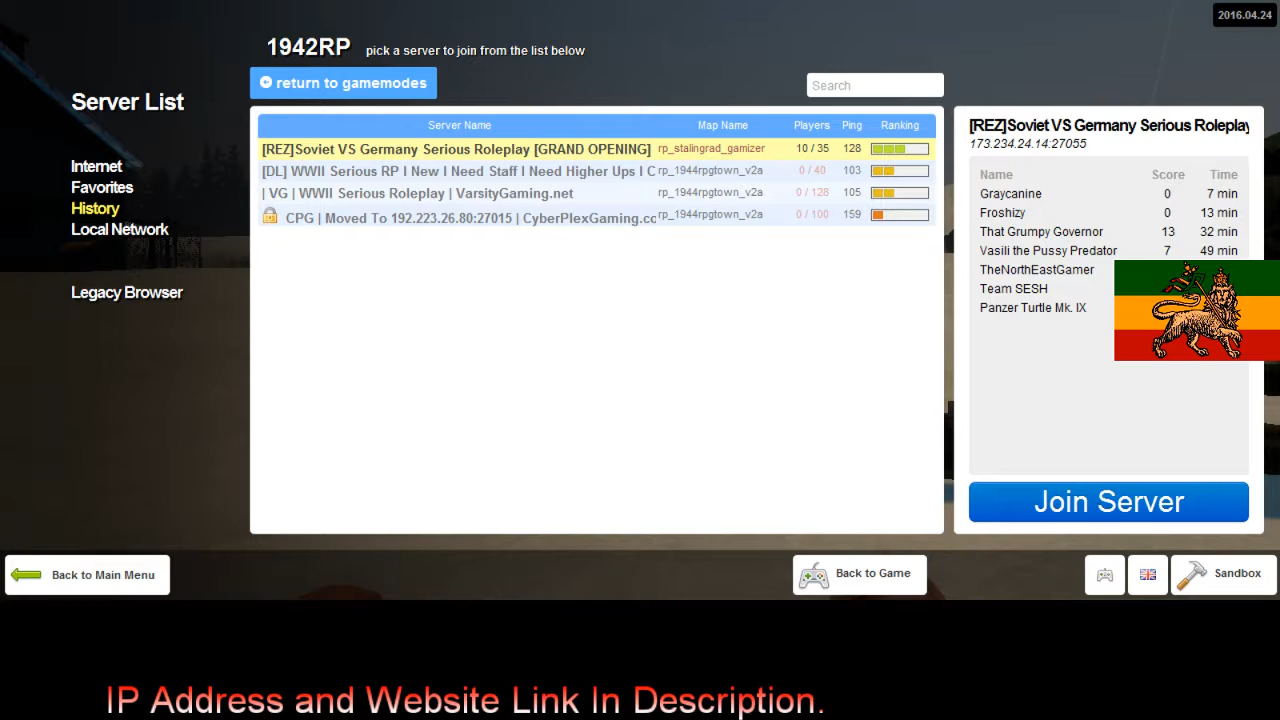 2016.04.24
1942RP pick a server to join from the list below
return to gamemodes
Search
Server List
Internet
Favorites
History
Local Network
Legacy Browser
Server Name Map Name Players Ping Ranking
[REZ]Soviet VS Germany Serious Roleplay [GRAND OPENING] rp_stalingrad_gamizer 10 / 35 128
[DL] WWII Serious RP I New I Need Staff I Need Higher Ups I C rp_1944rpgtown_v2a 0 / 40 103
| VG | WWII Serious Roleplay | VarsityGaming.net rp_1944rpgtown_v2a 0 / 128 105
CPG | Moved To 192.223.26.80:27015 | CyberPlexGaming.co rp_1944rpgtown_v2a 0 / 100 159
[REZ]Soviet VS Germany Serious Roleplay
173.234.24.14:27055
Name Score Time
Graycanine 0 7 min
Froshizy 0 13 min
That Grumpy Governor 13 32 min
Vasili the Pussy Predator 7 49 min
TheNorthEastGamer
Team SESH
Panzer Turtle Mk. IX
Join Server
Back to Main Menu
Back to Game
Sandbox
IP Address and Website Link In Description.